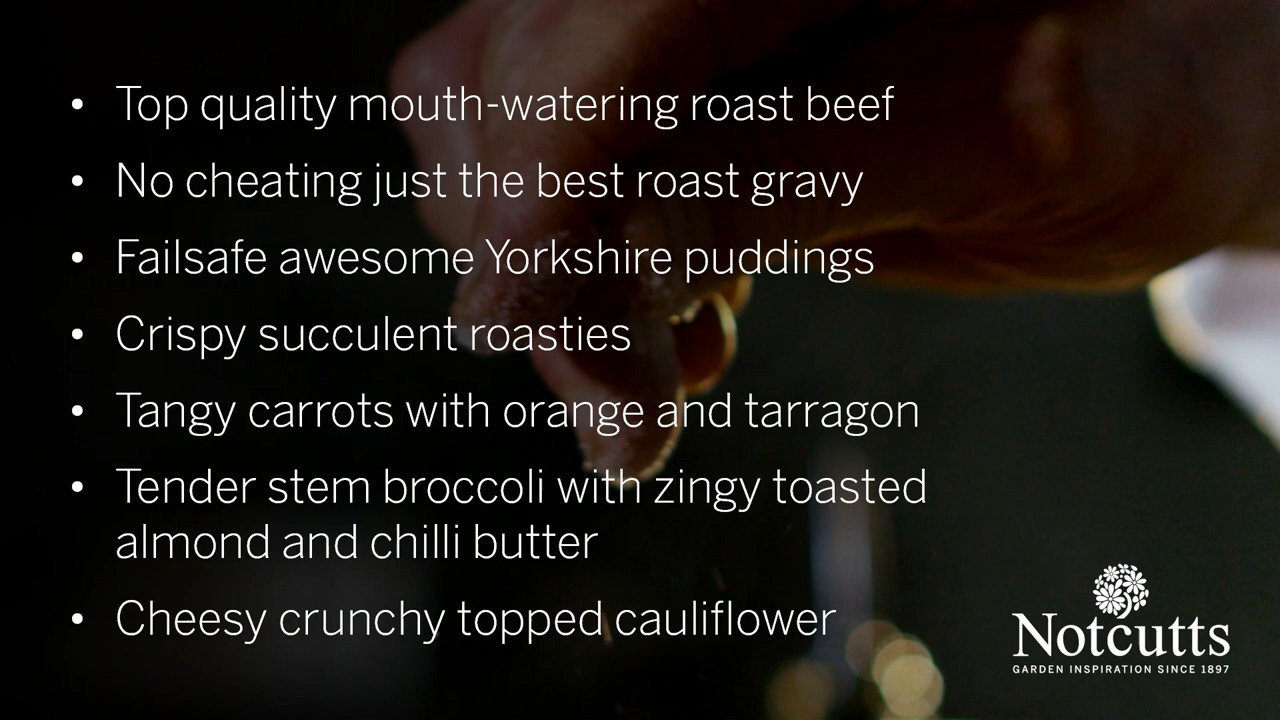 • Top quality mouth-watering roast beef
• No cheating just the best roast gravy
• Failsafe awesome Yorkshire puddings
• Crispy succulent roasties
• Tangy carrots with orange and tarragon
• Tender stem broccoli with zingy toasted
almond and chilli butter
• Cheesy crunchy topped cauliflower
Notcutts
GARDEN INSPIRATION SINCE 1897